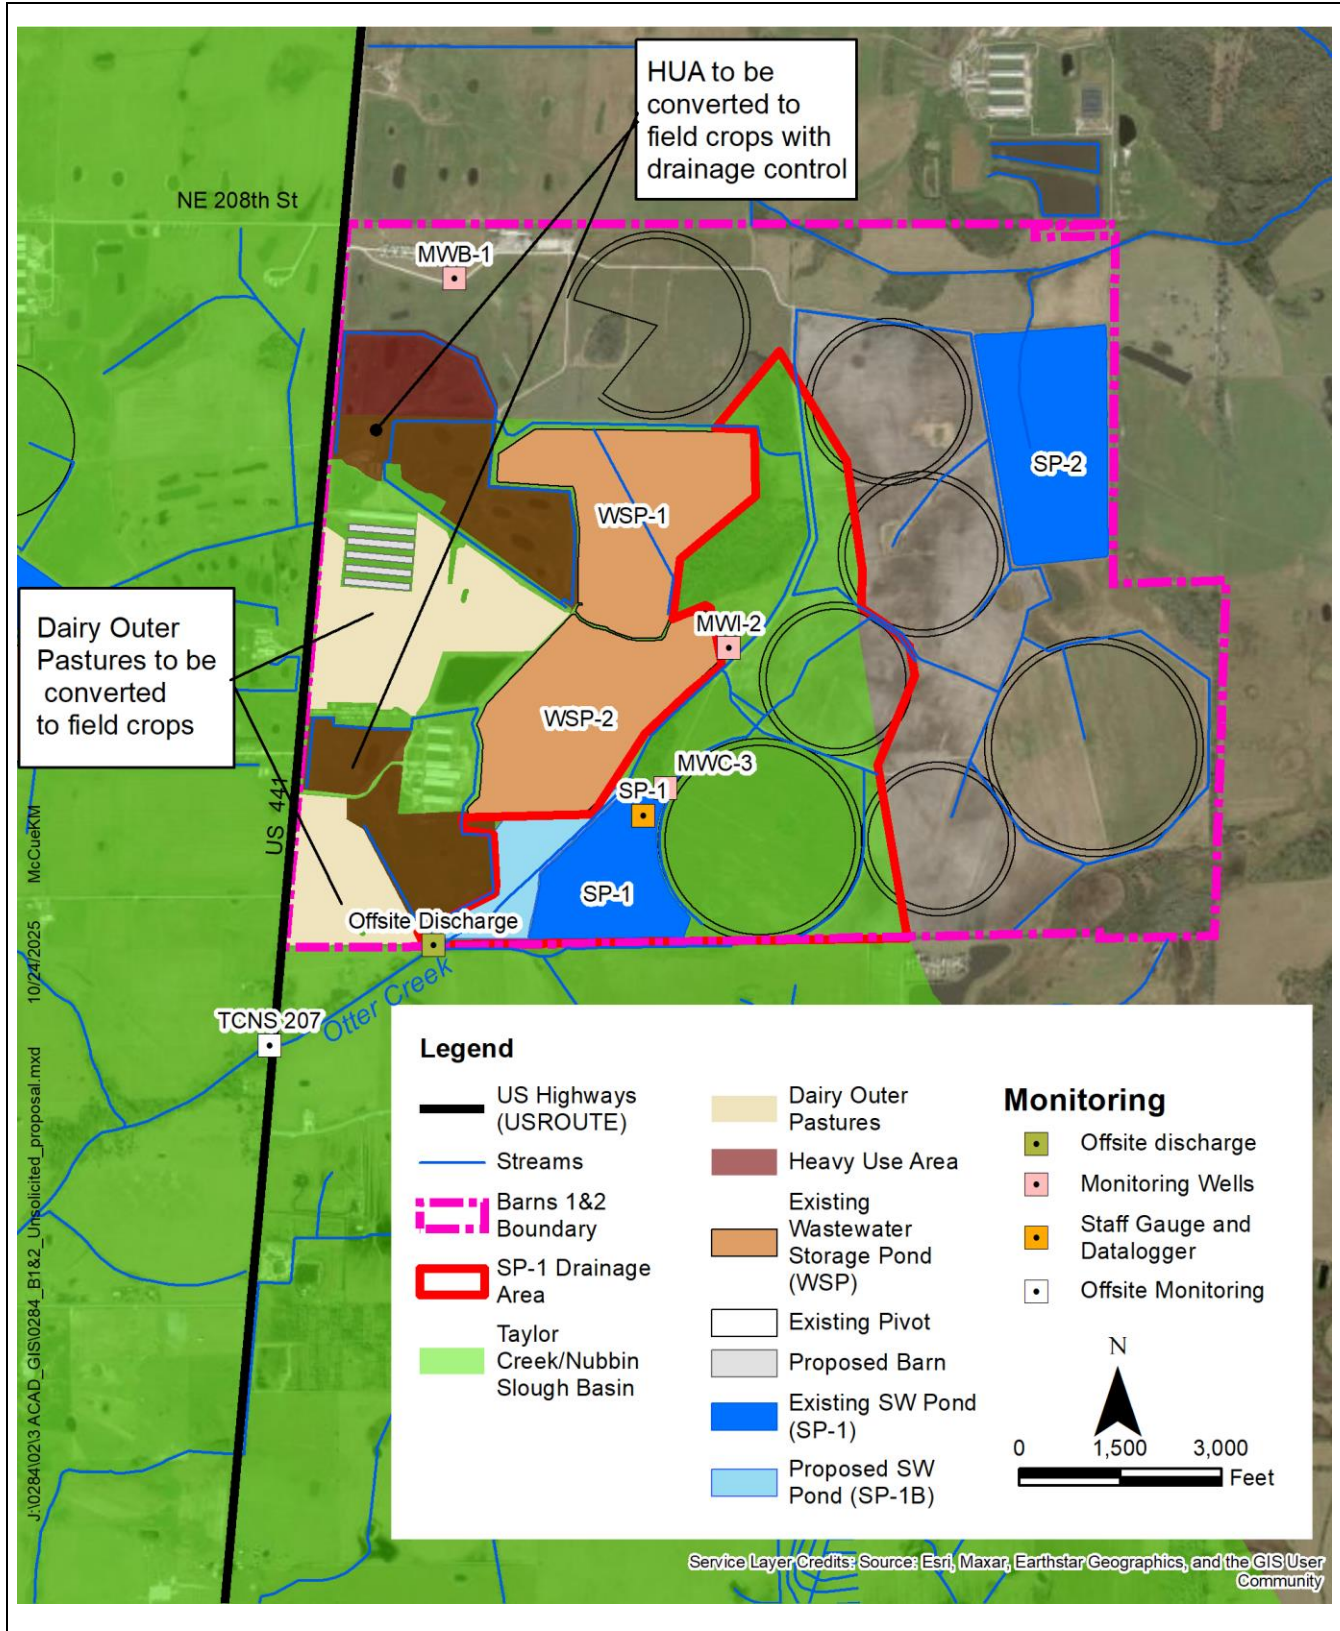 HUA to be
converted to
field crops with
drainage control
NE 208th St
MWB-1
SP-2
WSP-1
MWI-2
Dairy Outer
Pastures to be
converted
to field crops
WSP-2
MWC-3
SP-1
US 441
SP-1
Offsite Discharge
Otter Creek
TCNS 207
J:\0284\02\3 ACAD_GIS\0284_B1&2_Unsolicited_proposal.mxd 10/24/2025 McCueKM
Legend
US Highways
(USROUTE)
Streams
Barns 1&2
Boundary
SP-1 Drainage
Area
Taylor
Creek/Nubbin
Slough Basin
Dairy Outer
Pastures
Heavy Use Area
Existing
Wastewater
Storage Pond
(WSP)
Existing Pivot
Proposed Barn
Existing SW Pond
(SP-1)
Proposed SW
Pond (SP-1B)
Monitoring
Offsite discharge
Monitoring Wells
Staff Gauge and
Datalogger
Offsite Monitoring
N
0 1,500 3,000
Feet
Service Layer Credits: Source: Esri, Maxar, Earthstar Geographics, and the GIS User
Community